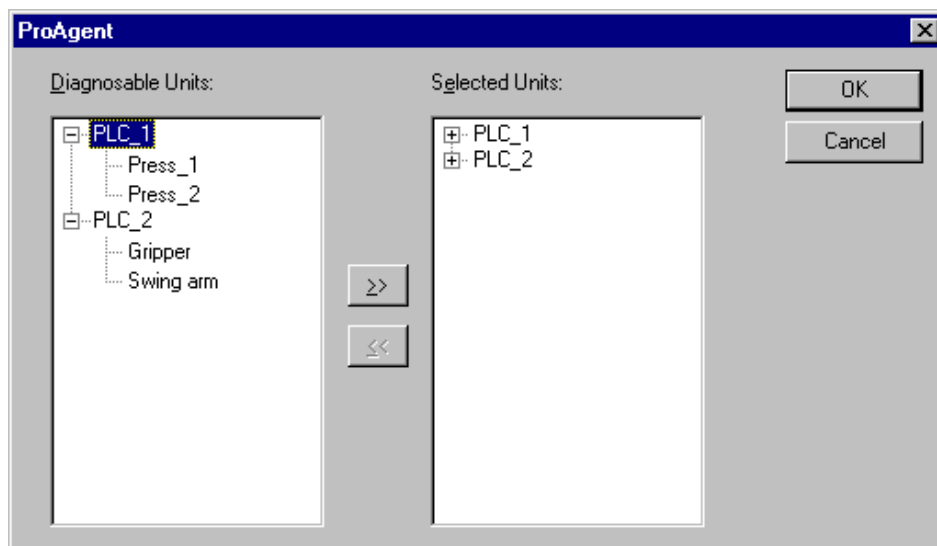 ProAgent
Diagnosable Units:
Selected Units:
PLC_1
Press_1
Press_2
PLC_2
Gripper
Swing arm
>>
<<
PLC_1
PLC_2
OK
Cancel